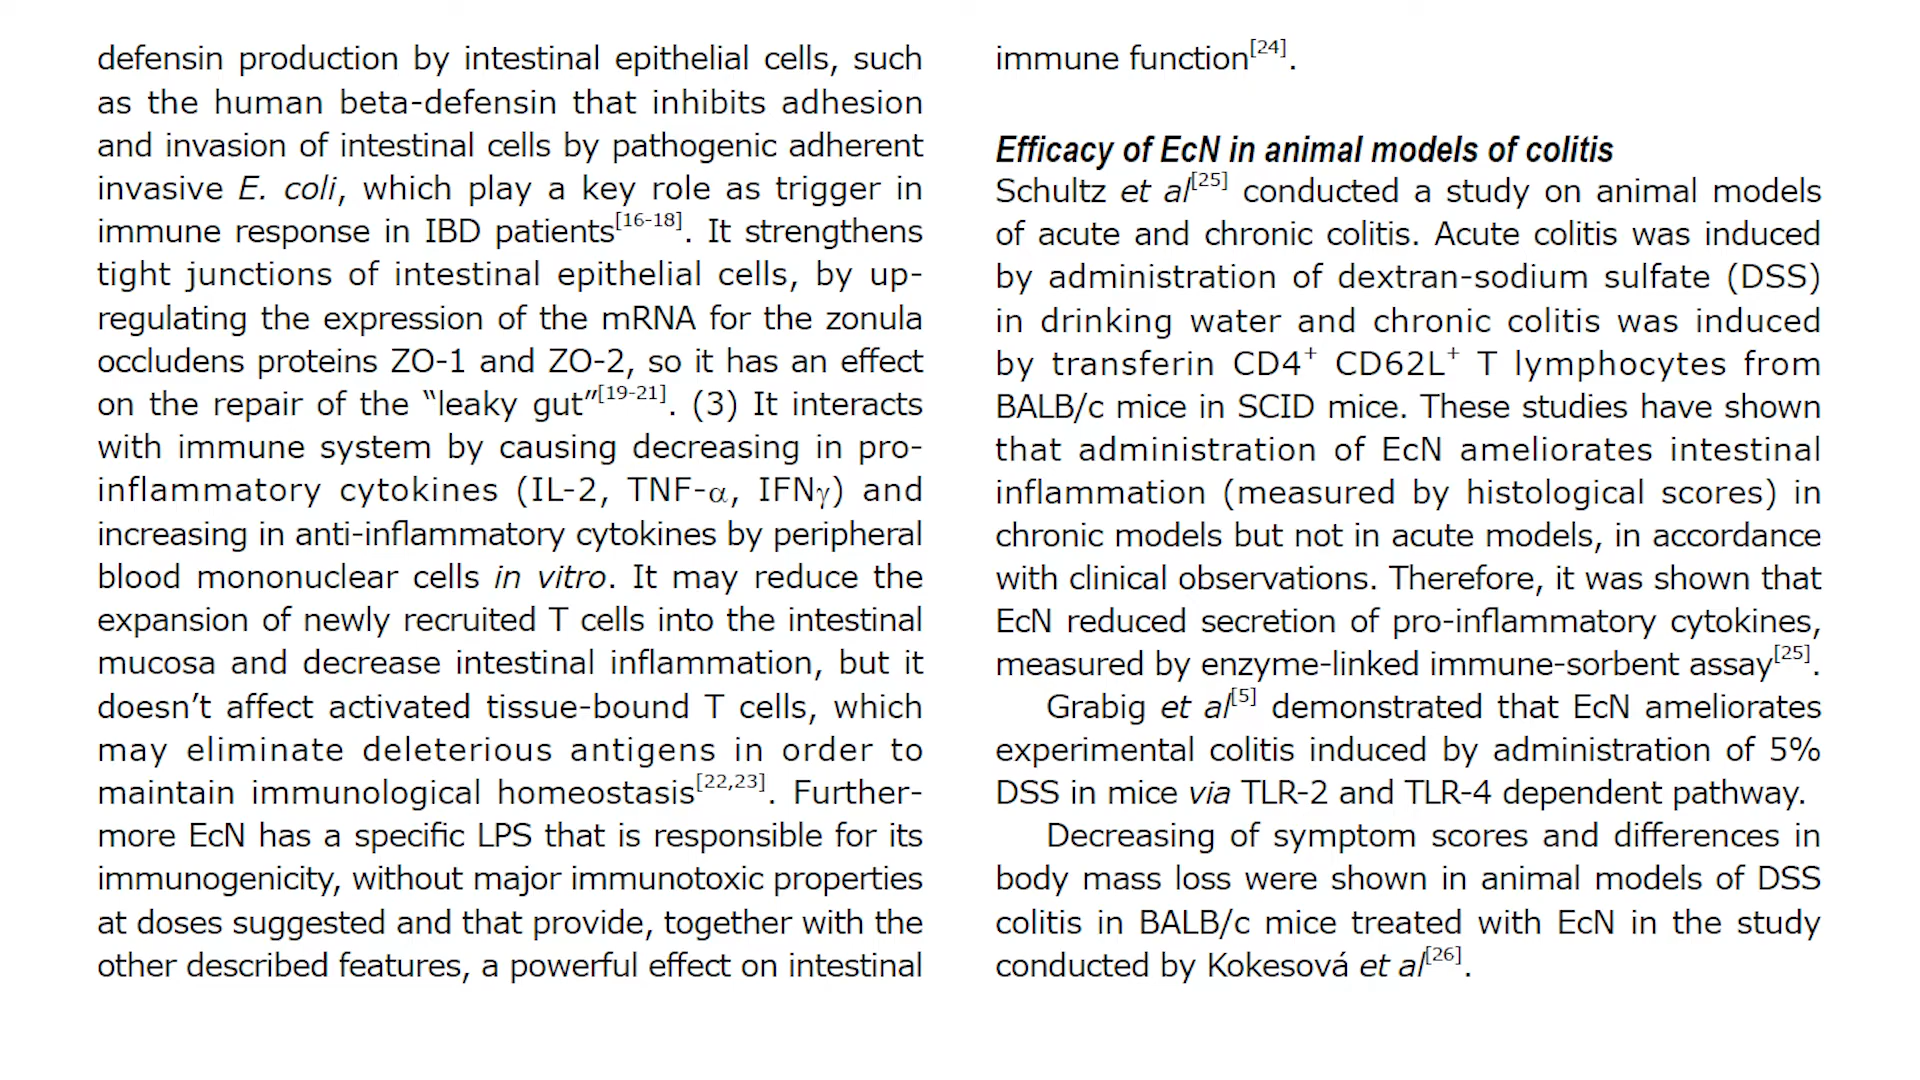 defensin production by intestinal epithelial cells, such
as the human beta-defensin that inhibits adhesion
and invasion of intestinal cells by pathogenic adherent
invasive E. coli, which play a key role as trigger in
immune response in IBD patients[16-18]. It strengthens
tight junctions of intestinal epithelial cells, by up-
regulating the expression of the mRNA for the zonula
occludens proteins ZO-1 and ZO-2, so it has an effect
on the repair of the “leaky gut”[19-21]. (3) It interacts
with immune system by causing decreasing in pro-
inflammatory cytokines (IL-2, TNF-α, IFNγ) and
increasing in anti-inflammatory cytokines by peripheral
blood mononuclear cells in vitro. It may reduce the
expansion of newly recruited T cells into the intestinal
mucosa and decrease intestinal inflammation, but it
doesn’t affect activated tissue-bound T cells, which
may eliminate deleterious antigens in order to
maintain immunological homeostasis[22,23]. Further-
more EcN has a specific LPS that is responsible for its
immunogenicity, without major immunotoxic properties
at doses suggested and that provide, together with the
other described features, a powerful effect on intestinal
immune function[24].
Efficacy of EcN in animal models of colitis
Schultz et al[25] conducted a study on animal models
of acute and chronic colitis. Acute colitis was induced
by administration of dextran-sodium sulfate (DSS)
in drinking water and chronic colitis was induced
by transferin CD4+ CD62L+ T lymphocytes from
BALB/c mice in SCID mice. These studies have shown
that administration of EcN ameliorates intestinal
inflammation (measured by histological scores) in
chronic models but not in acute models, in accordance
with clinical observations. Therefore, it was shown that
EcN reduced secretion of pro-inflammatory cytokines,
measured by enzyme-linked immune-sorbent assay[25].
Grabig et al[5] demonstrated that EcN ameliorates
experimental colitis induced by administration of 5%
DSS in mice via TLR-2 and TLR-4 dependent pathway.
Decreasing of symptom scores and differences in
body mass loss were shown in animal models of DSS
colitis in BALB/c mice treated with EcN in the study
conducted by Kokesová et al[26].